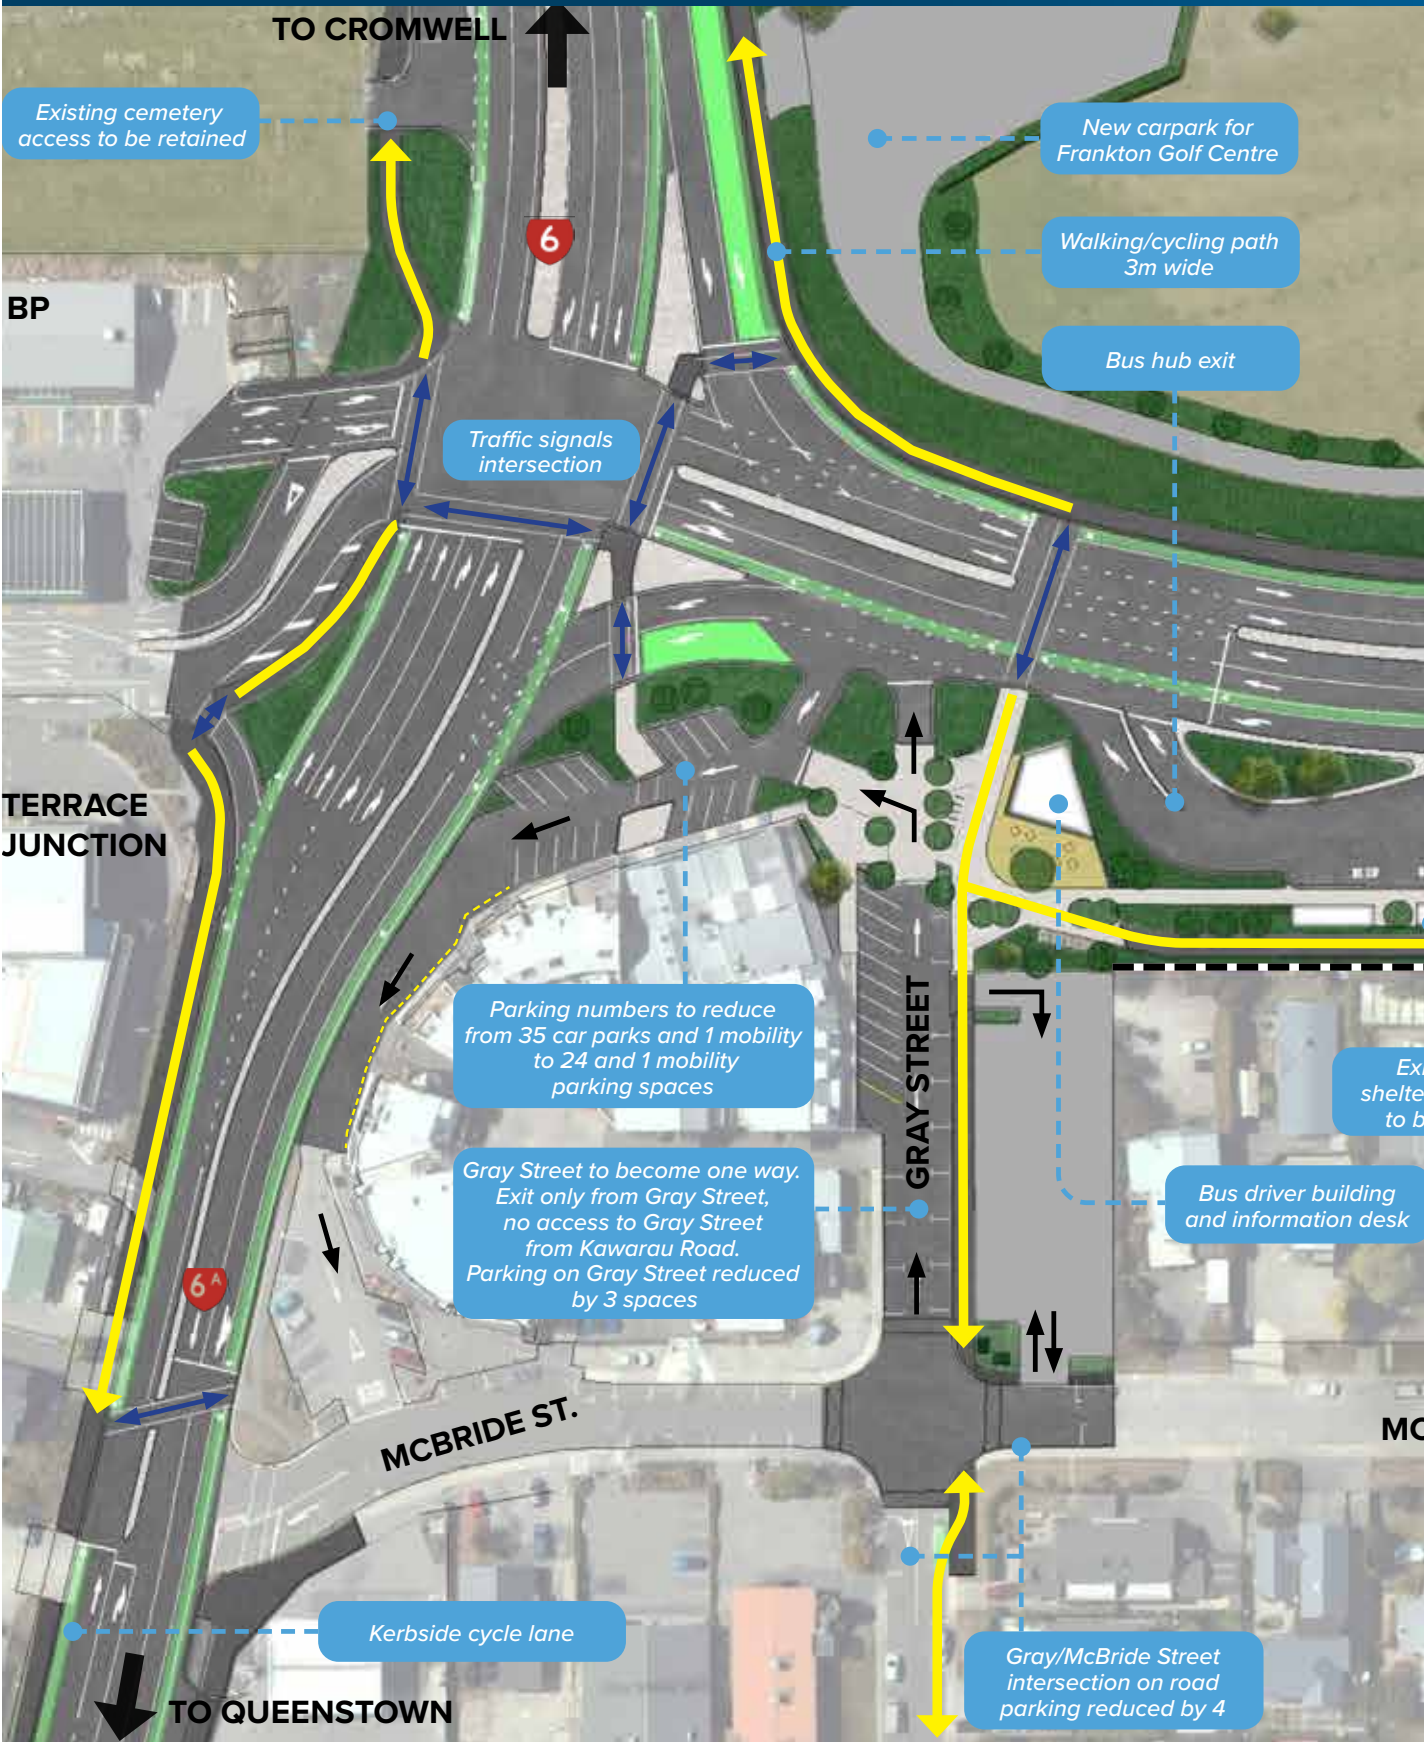 TO CROMWELL
Existing cemetery
access to be retained
New carpark for
Frankton Golf Centre
6
Walking/cycling path
3m wide
BP
Bus hub exit
Traffic signals
intersection
TERRACE
JUNCTION
Parking numbers to reduce
from 35 car parks and 1 mobility
to 24 and 1 mobility
parking spaces
GRAY STREET
Exi
shelte
to b
Gray Street to become one way.
Exit only from Gray Street,
no access to Gray Street
from Kawarau Road.
Parking on Gray Street reduced
by 3 spaces
Bus driver building
and information desk
6 A
MCBRIDE ST.
MC
Kerbside cycle lane
Gray/McBride Street
intersection on road
parking reduced by 4
TO QUEENSTOWN